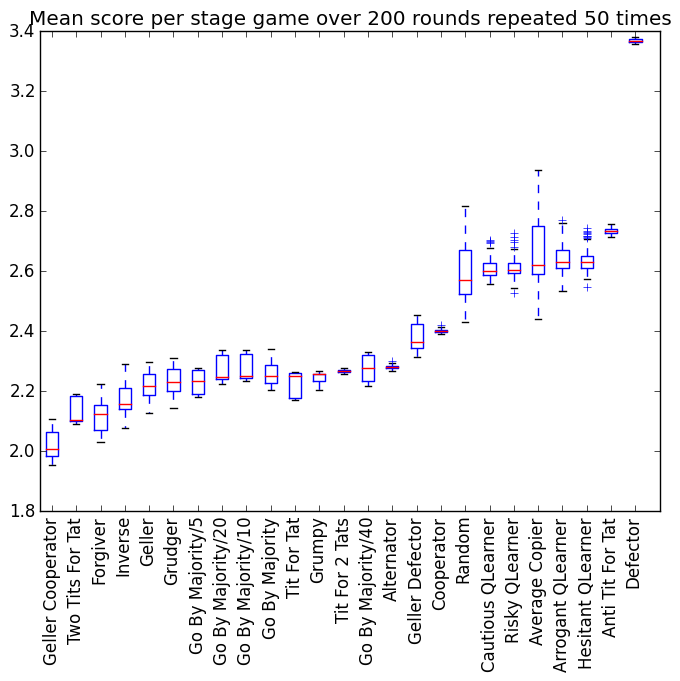 Mean score per stage game over 200 rounds repeated 50 times
3.4
3.2
3.0
2.8
2.6
2.4
2.2
2.0
1.8
Geller Cooperator
Two Tits For Tat
Forgiver
Inverse
Geller
Grudger
Go By Majority/5
Go By Majority/20
Go By Majority/10
Go By Majority
Tit For Tat
Grumpy
Tit For 2 Tats
Go By Majority/40
Alternator
Geller Defector
Cooperator
Random
Cautious QLearner
Risky QLearner
Average Copier
Arrogant QLearner
Hesitant QLearner
Anti Tit For Tat
Defector